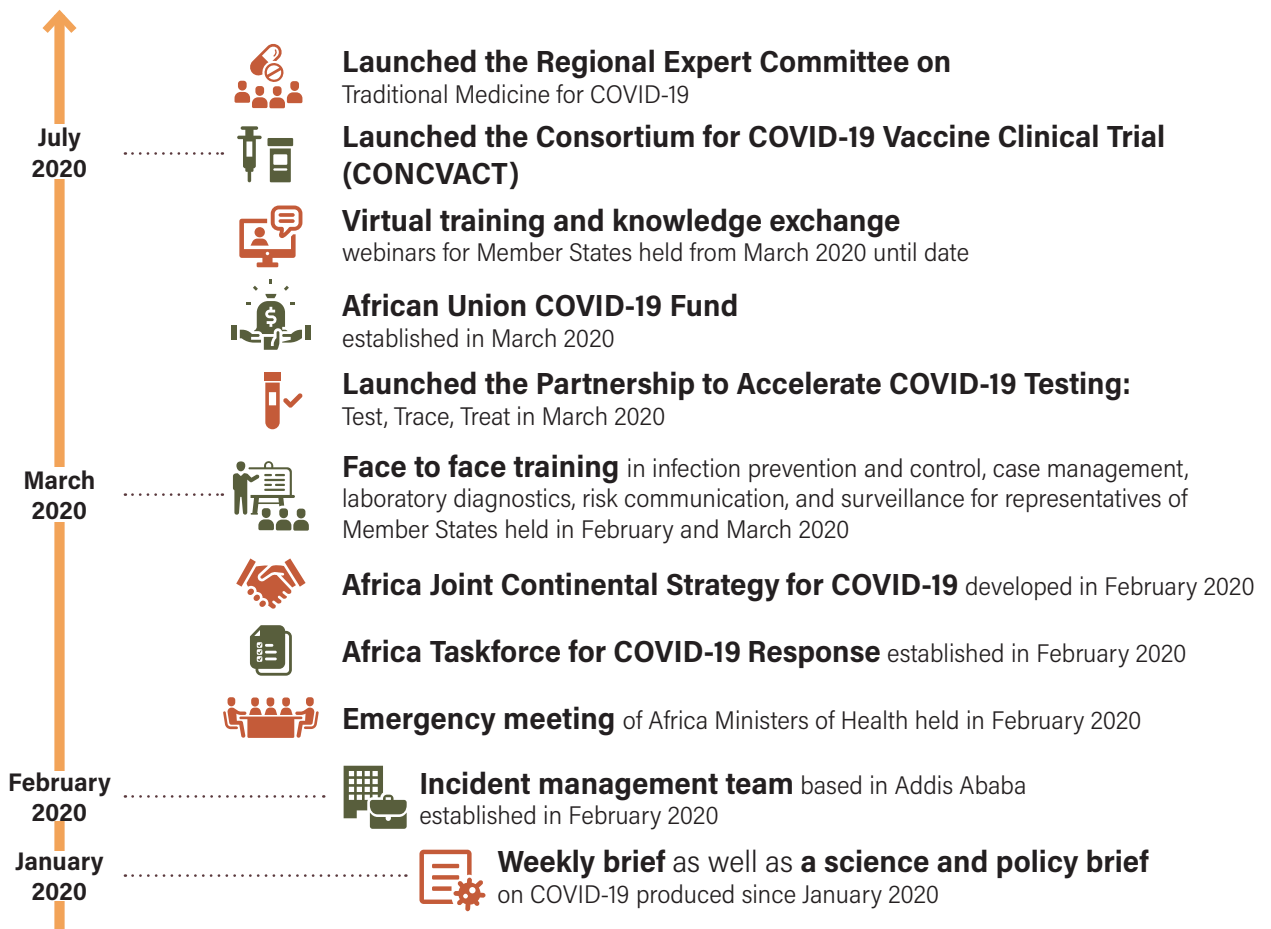 Launched the Regional Expert Committee on
Traditional Medicine for COVID-19
July
2020
Launched the Consortium for COVID-19 Vaccine Clinical Trial
(CONCVACT)
Virtual training and knowledge exchange
webinars for Member States held from March 2020 until date
$
African Union COVID-19 Fund
established in March 2020
Launched the Partnership to Accelerate COVID-19 Testing:
Test, Trace, Treat in March 2020
March
2020
Face to face training in infection prevention and control, case management,
laboratory diagnostics, risk communication, and surveillance for representatives of
Member States held in February and March 2020
Africa Joint Continental Strategy for COVID-19 developed in February 2020
Africa Taskforce for COVID-19 Response established in February 2020
Emergency meeting of Africa Ministers of Health held in February 2020
February
2020
Incident management team based in Addis Ababa
established in February 2020
January
2020
Weekly brief as well as a science and policy brief
on COVID-19 produced since January 2020